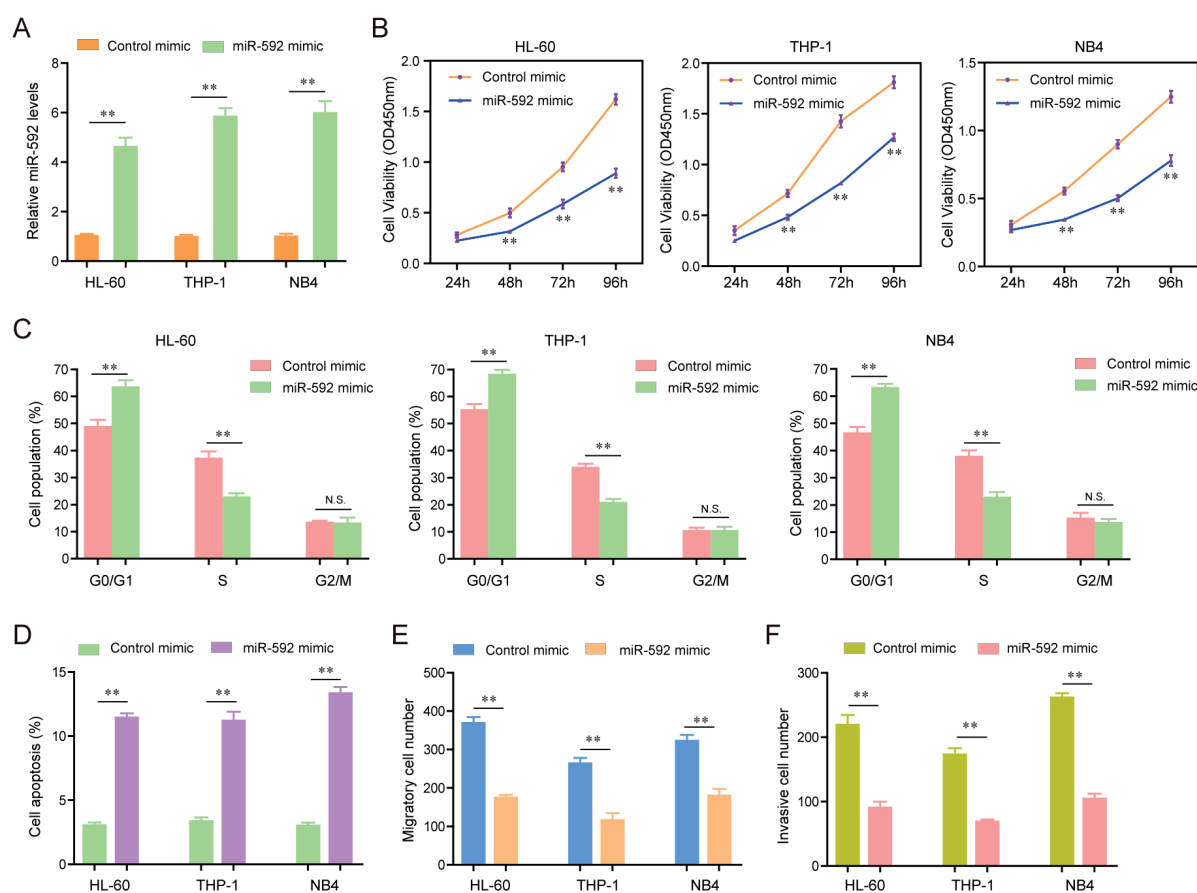 A
Control mimic miR-592 mimic
Relative miR-592 levels
8
6
4
2
0
** ** **
HL-60 THP-1 NB4
B
HL-60
Cell Viability (OD450nm)
2.0
1.5
1.0
0.5
0.0
Control mimic
miR-592 mimic
** ** **
24h 48h 72h 96h
THP-1
Cell Viability (OD450nm)
2.0
1.5
1.0
0.5
0.0
Control mimic
miR-592 mimic
** ** **
24h 48h 72h 96h
NB4
Cell Viability (OD450nm)
1.5
1.0
0.5
0.0
Control mimic
miR-592 mimic
** ** **
24h 48h 72h 96h
C
HL-60
Control mimic
miR-592 mimic
Cell population (%)
70
60
50
40
30
20
10
0
** ** N.S.
G0/G1 S G2/M
THP-1
Control mimic
miR-592 mimic
Cell population (%)
70
60
50
40
30
20
10
0
** ** N.S.
G0/G1 S G2/M
NB4
Control mimic
miR-592 mimic
Cell population (%)
70
60
50
40
30
20
10
0
** ** N.S.
G0/G1 S G2/M
D
Control mimic miR-592 mimic
Cell apoptosis (%)
15
10
5
0
** ** **
HL-60 THP-1 NB4
E
Control mimic miR-592 mimic
Migratory cell number
500
400
300
200
100
0
** ** **
HL-60 THP-1 NB4
F
Control mimic miR-592 mimic
Invasive cell number
300
200
100
0
** ** **
HL-60 THP-1 NB4